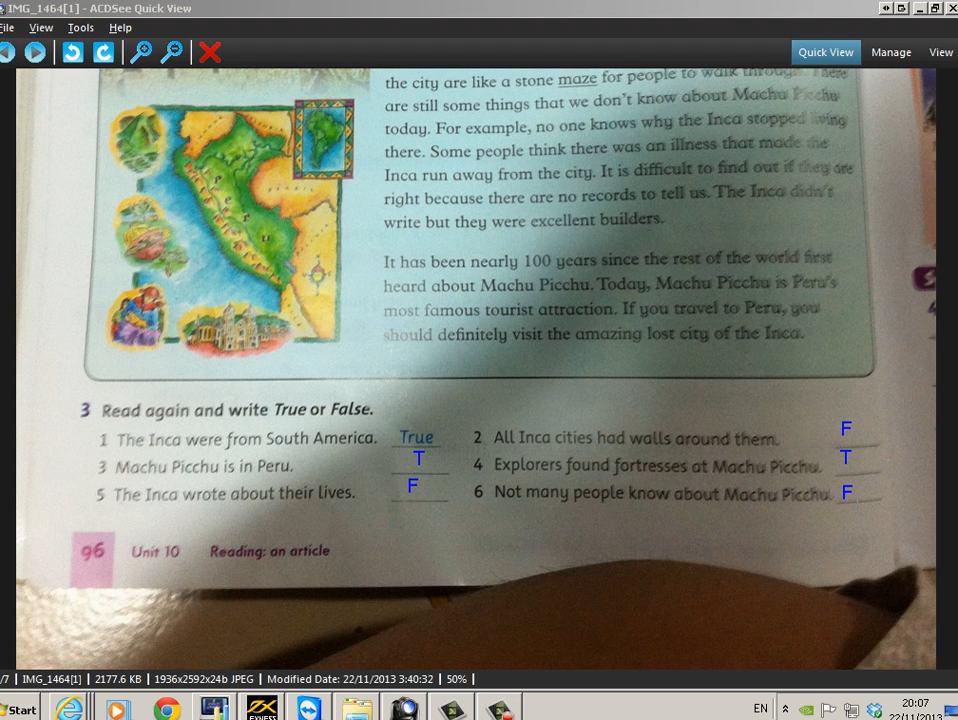 IMG_1464[1] - ACDSee Quick View
File View Tools Help
Quick View Manage View
the city are like a stone maze for people to walk through. There
are still some things that we don't know about Machu Picchu
today. For example, no one knows why the Inca stopped living
there. Some people think there was an illness that made the
Inca run away from the city. It is difficult to find out if they are
right because there are no records to tell us. The Inca didn't
write but they were excellent builders.
It has been nearly 100 years since the rest of the world first
heard about Machu Picchu. Today, Machu Picchu is Peru's
most famous tourist attraction. If you travel to Peru, you
should definitely visit the amazing lost city of the Inca.
3 Read again and write True or False.
1 The Inca were from South America. True 2 All Inca cities had walls around them. F
3 Machu Picchu is in Peru. T 4 Explorers found fortresses at Machu Picchu. T
5 The Inca wrote about their lives. F 6 Not many people know about Machu Picchu. F
96 Unit 10 Reading: an article
/7 | IMG_1464[1] | 2177.6 KB | 1936x2592x24b JPEG | Modified Date: 22/11/2013 3:40:32 | 50% |
Start EXNESS EN 20:07
22/11/2013